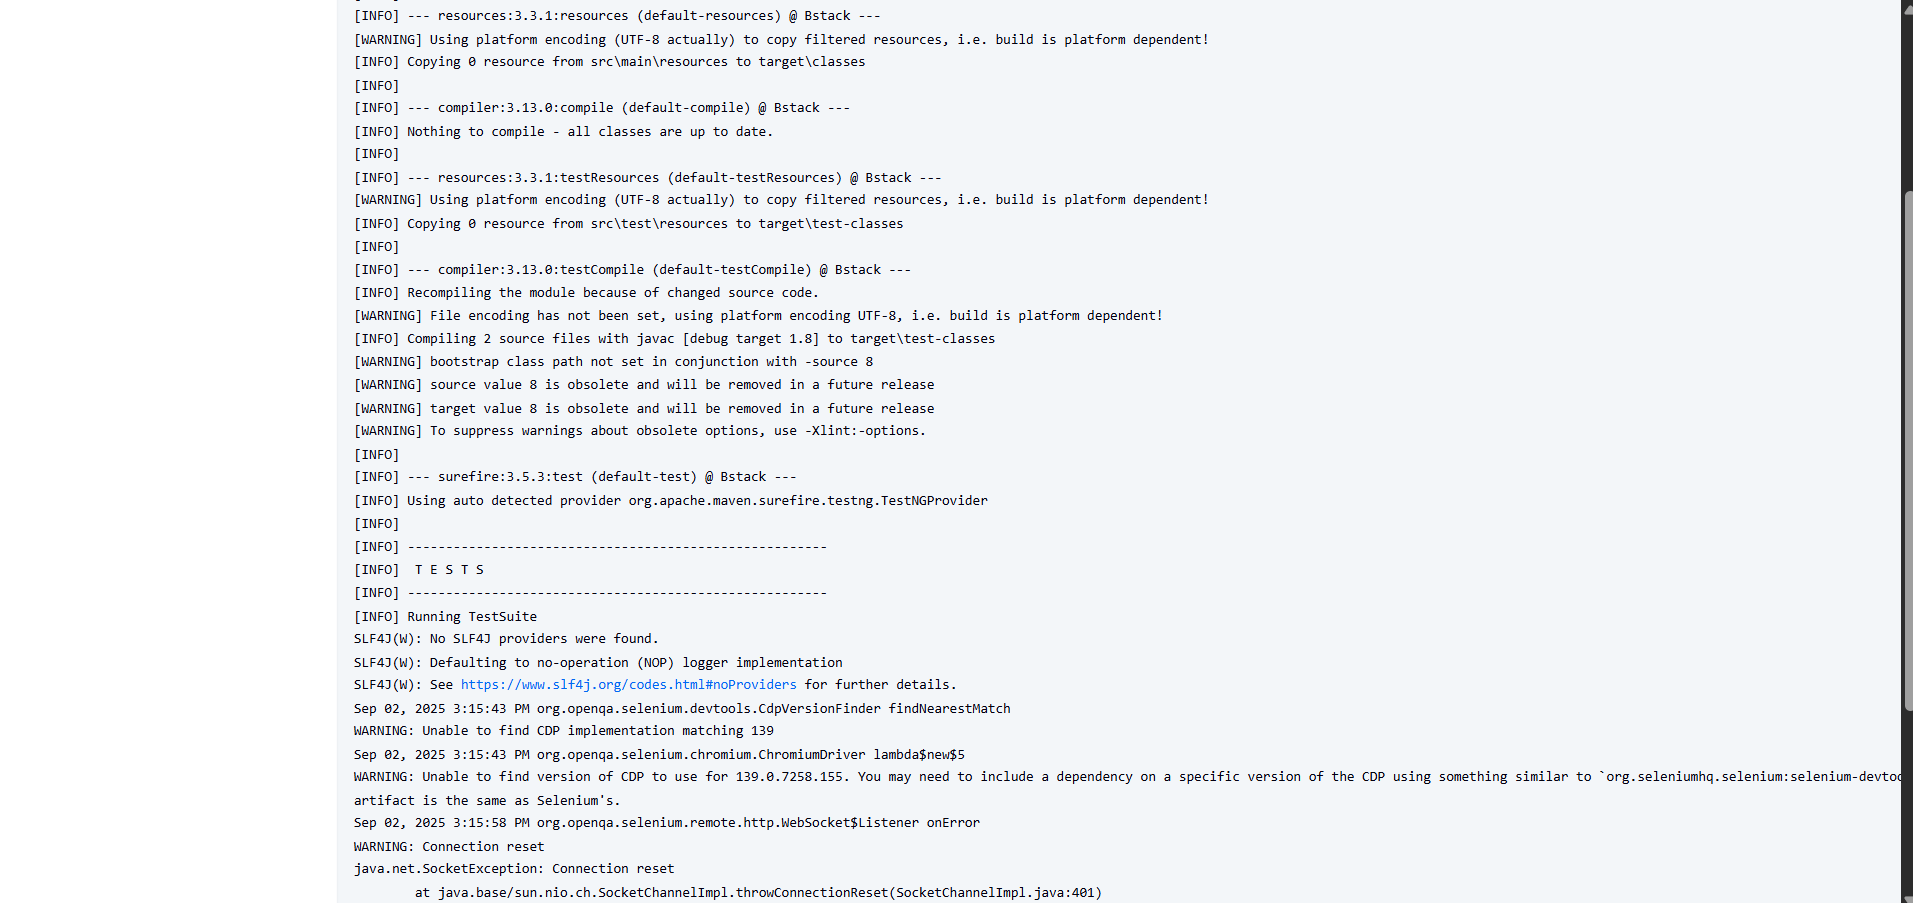 [INFO] --- resources:3.3.1:resources (default-resources) @ Bstack ---
[WARNING] Using platform encoding (UTF-8 actually) to copy filtered resources, i.e. build is platform dependent!
[INFO] Copying 0 resource from src\main\resources to target\classes
[INFO]
[INFO] --- compiler:3.13.0:compile (default-compile) @ Bstack ---
[INFO] Nothing to compile - all classes are up to date.
[INFO]
[INFO] --- resources:3.3.1:testResources (default-testResources) @ Bstack ---
[WARNING] Using platform encoding (UTF-8 actually) to copy filtered resources, i.e. build is platform dependent!
[INFO] Copying 0 resource from src\test\resources to target\test-classes
[INFO]
[INFO] --- compiler:3.13.0:testCompile (default-testCompile) @ Bstack ---
[INFO] Recompiling the module because of changed source code.
[WARNING] File encoding has not been set, using platform encoding UTF-8, i.e. build is platform dependent!
[INFO] Compiling 2 source files with javac [debug target 1.8] to target\test-classes
[WARNING] bootstrap class path not set in conjunction with -source 8
[WARNING] source value 8 is obsolete and will be removed in a future release
[WARNING] target value 8 is obsolete and will be removed in a future release
[WARNING] To suppress warnings about obsolete options, use -Xlint:-options.
[INFO]
[INFO] --- surefire:3.5.3:test (default-test) @ Bstack ---
[INFO] Using auto detected provider org.apache.maven.surefire.testng.TestNGProvider
[INFO]
[INFO] -------------------------------------------------------
[INFO]  T E S T S
[INFO] -------------------------------------------------------
[INFO] Running TestSuite
SLF4J(W): No SLF4J providers were found.
SLF4J(W): Defaulting to no-operation (NOP) logger implementation
SLF4J(W): See https://www.slf4j.org/codes.html#noProviders for further details.
Sep 02, 2025 3:15:43 PM org.openqa.selenium.devtools.CdpVersionFinder findNearestMatch
WARNING: Unable to find CDP implementation matching 139
Sep 02, 2025 3:15:43 PM org.openqa.selenium.chromium.ChromiumDriver lambda$new$5
WARNING: Unable to find version of CDP to use for 139.0.7258.155. You may need to include a dependency on a specific version of the CDP using something similar to `org.seleniumhq.selenium:selenium-devto
artifact is the same as Selenium's.
Sep 02, 2025 3:15:58 PM org.openqa.selenium.remote.http.WebSocket$Listener onError
WARNING: Connection reset
java.net.SocketException: Connection reset
        at java.base/sun.nio.ch.SocketChannelImpl.throwConnectionReset(SocketChannelImpl.java:401)